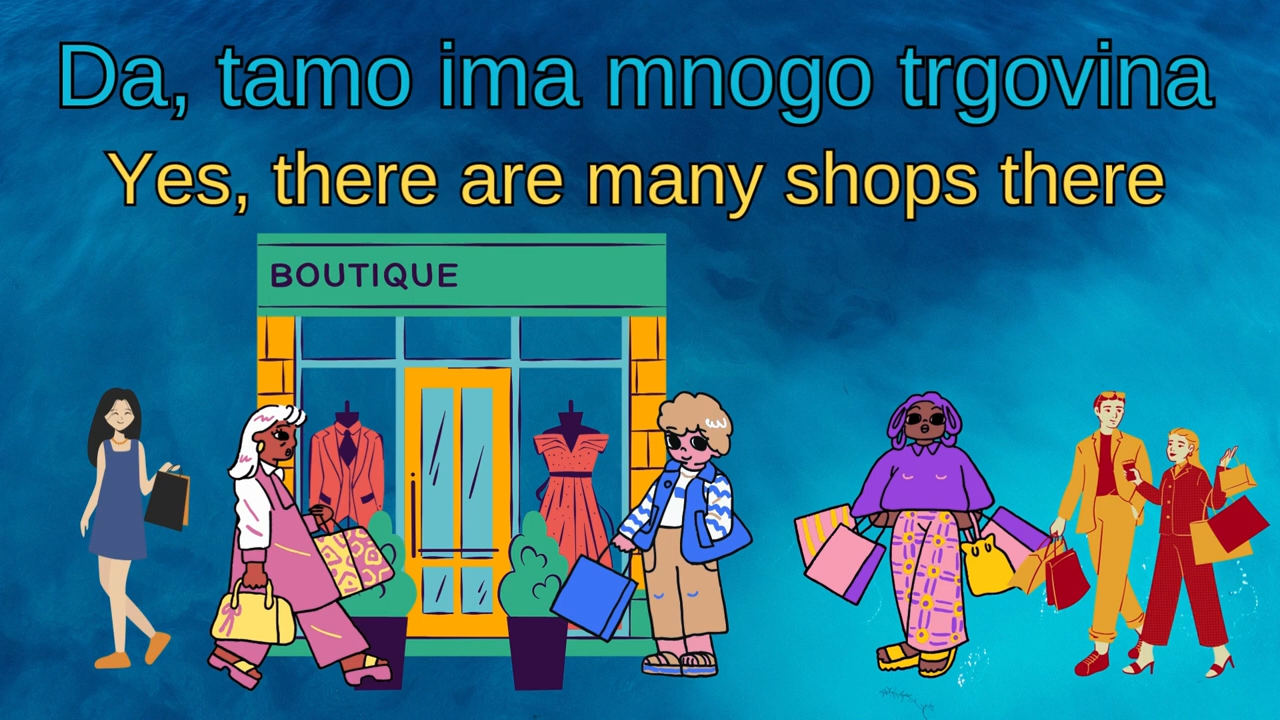 Da, tamo ima mnogo trgovina
Yes, there are many shops there
BOUTIQUE